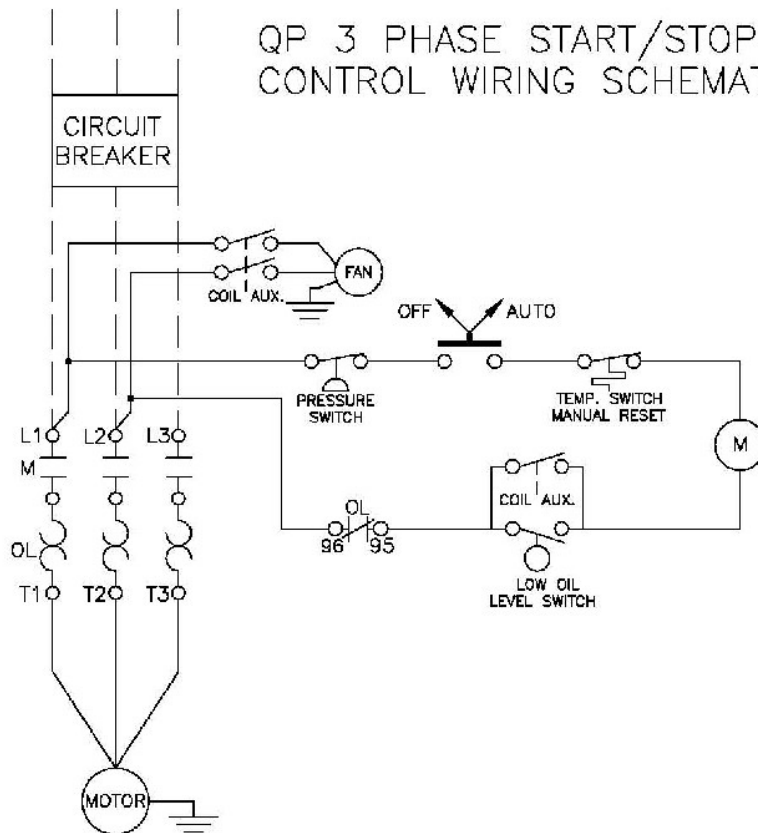 QP 3 PHASE START/STOP
CONTROL WIRING SCHEMAT
CIRCUIT
BREAKER
FAN
COIL AUX.
OFF
AUTO
PRESSURE
SWITCH
TEMP. SWITCH
MANUAL RESET
L1
L2
L3
M
M
COIL AUX.
OL
96
95
OL
LOW OIL
LEVEL SWITCH
T1
T2
T3
MOTOR